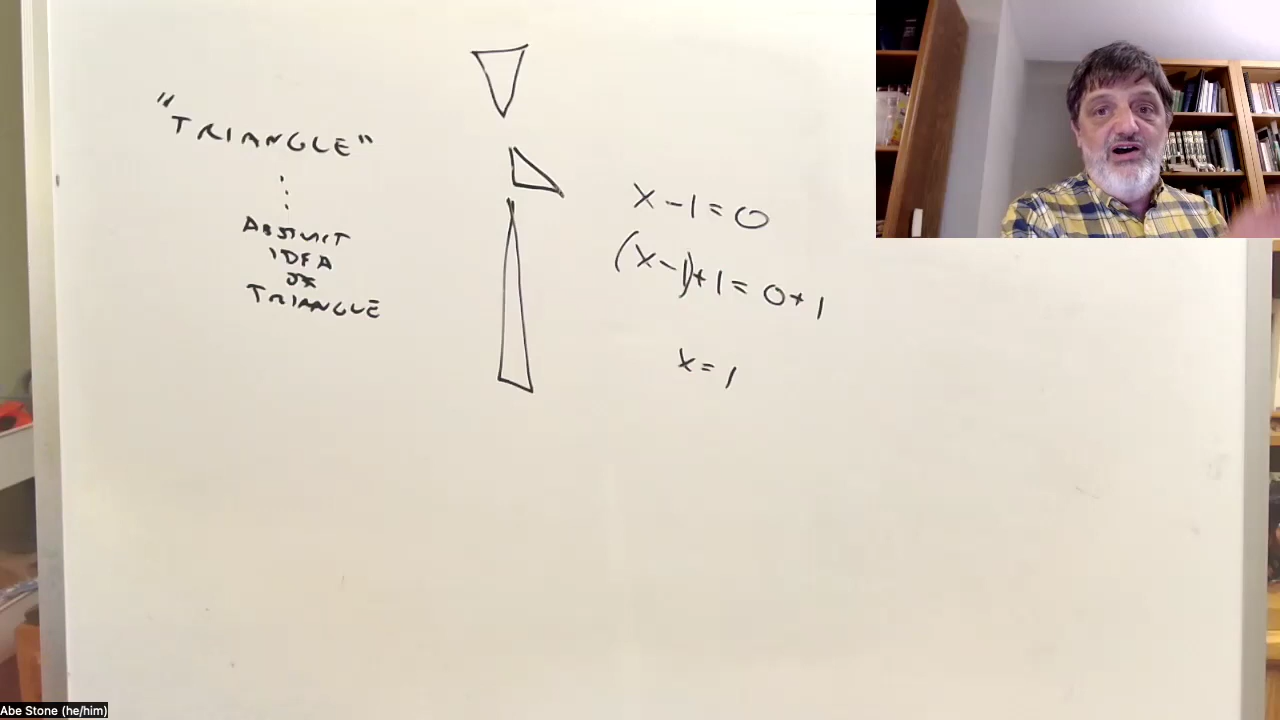 "TRIANGLE"
ABSTRACT
IDEA
OF
TRIANGLE
x-1=0
(x-1)+1=0+1
x=1
Abe Stone (he/him)